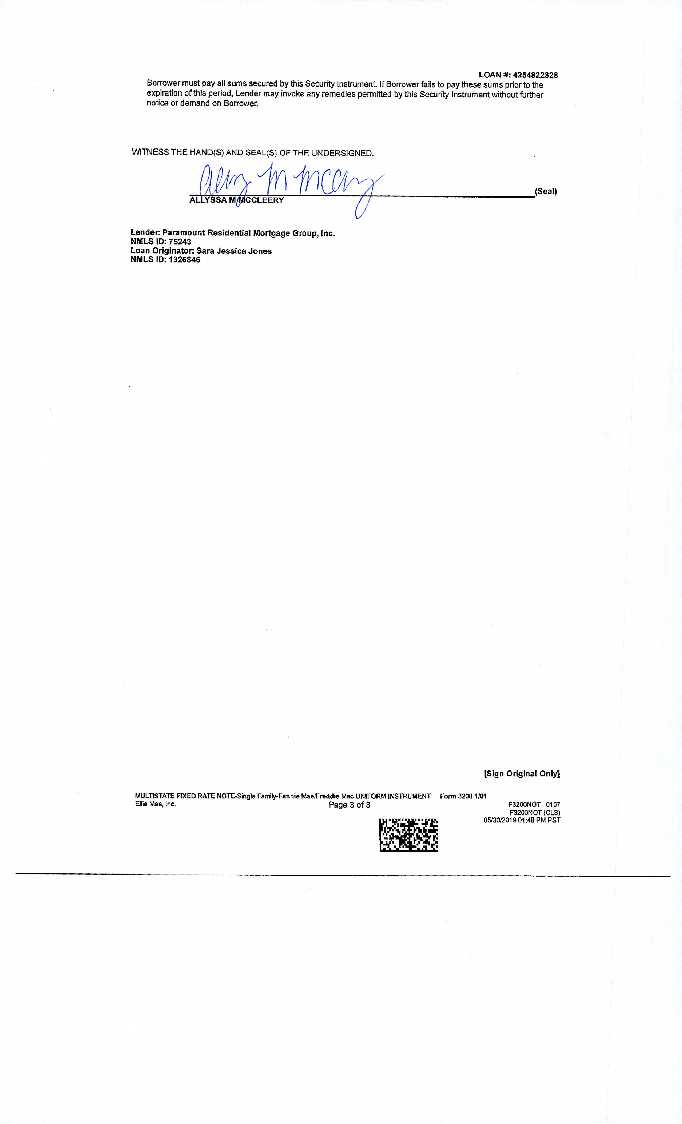 LOAN #: 4254822328
Borrower must pay all sums secured by this Security Instrument. If Borrower fails to pay these sums prior to the
expiration of this period, Lender may invoke any remedies permitted by this Security Instrument without further
notice or demand on Borrower.
WITNESS THE HAND(S) AND SEAL(S) OF THE UNDERSIGNED.
(Seal)
ALLYSSA M MCCLEERY
Lender: Paramount Residential Mortgage Group, Inc.
NMLS ID: 75243
Loan Originator: Sara Jessica Jones
NMLS ID: 1326846
[Sign Original Only]
MULTISTATE FIXED RATE NOTE-Single Family-Fannie Mae/Freddie Mac UNIFORM INSTRUMENT Form 3200 1/01
Ellie Mae, Inc. Page 3 of 3 F3200NOT 0107
F3200NOT (CLS)
05/30/2019 01:48 PM PST